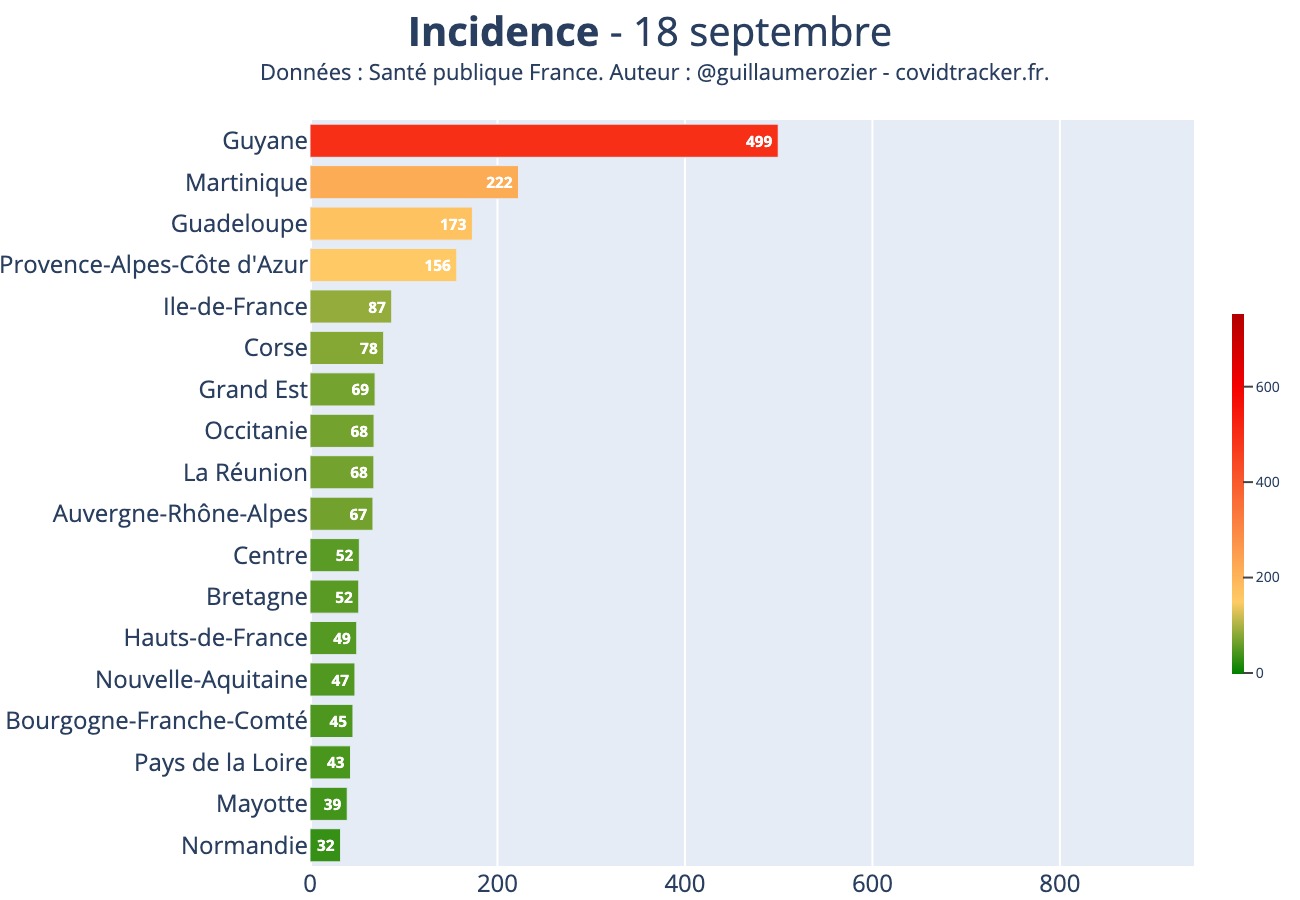 Incidence - 18 septembre
Données : Santé publique France. Auteur : @guillaumerozier - covidtracker.fr.
Guyane 499
Martinique 222
Guadeloupe 173
Provence-Alpes-Côte d'Azur 156
Ile-de-France 87
Corse 78
Grand Est 69
Occitanie 68
La Réunion 68
Auvergne-Rhône-Alpes 67
Centre 52
Bretagne 52
Hauts-de-France 49
Nouvelle-Aquitaine 47
Bourgogne-Franche-Comté 45
Pays de la Loire 43
Mayotte 39
Normandie 32
0 200 400 600 800
600
400
200
0